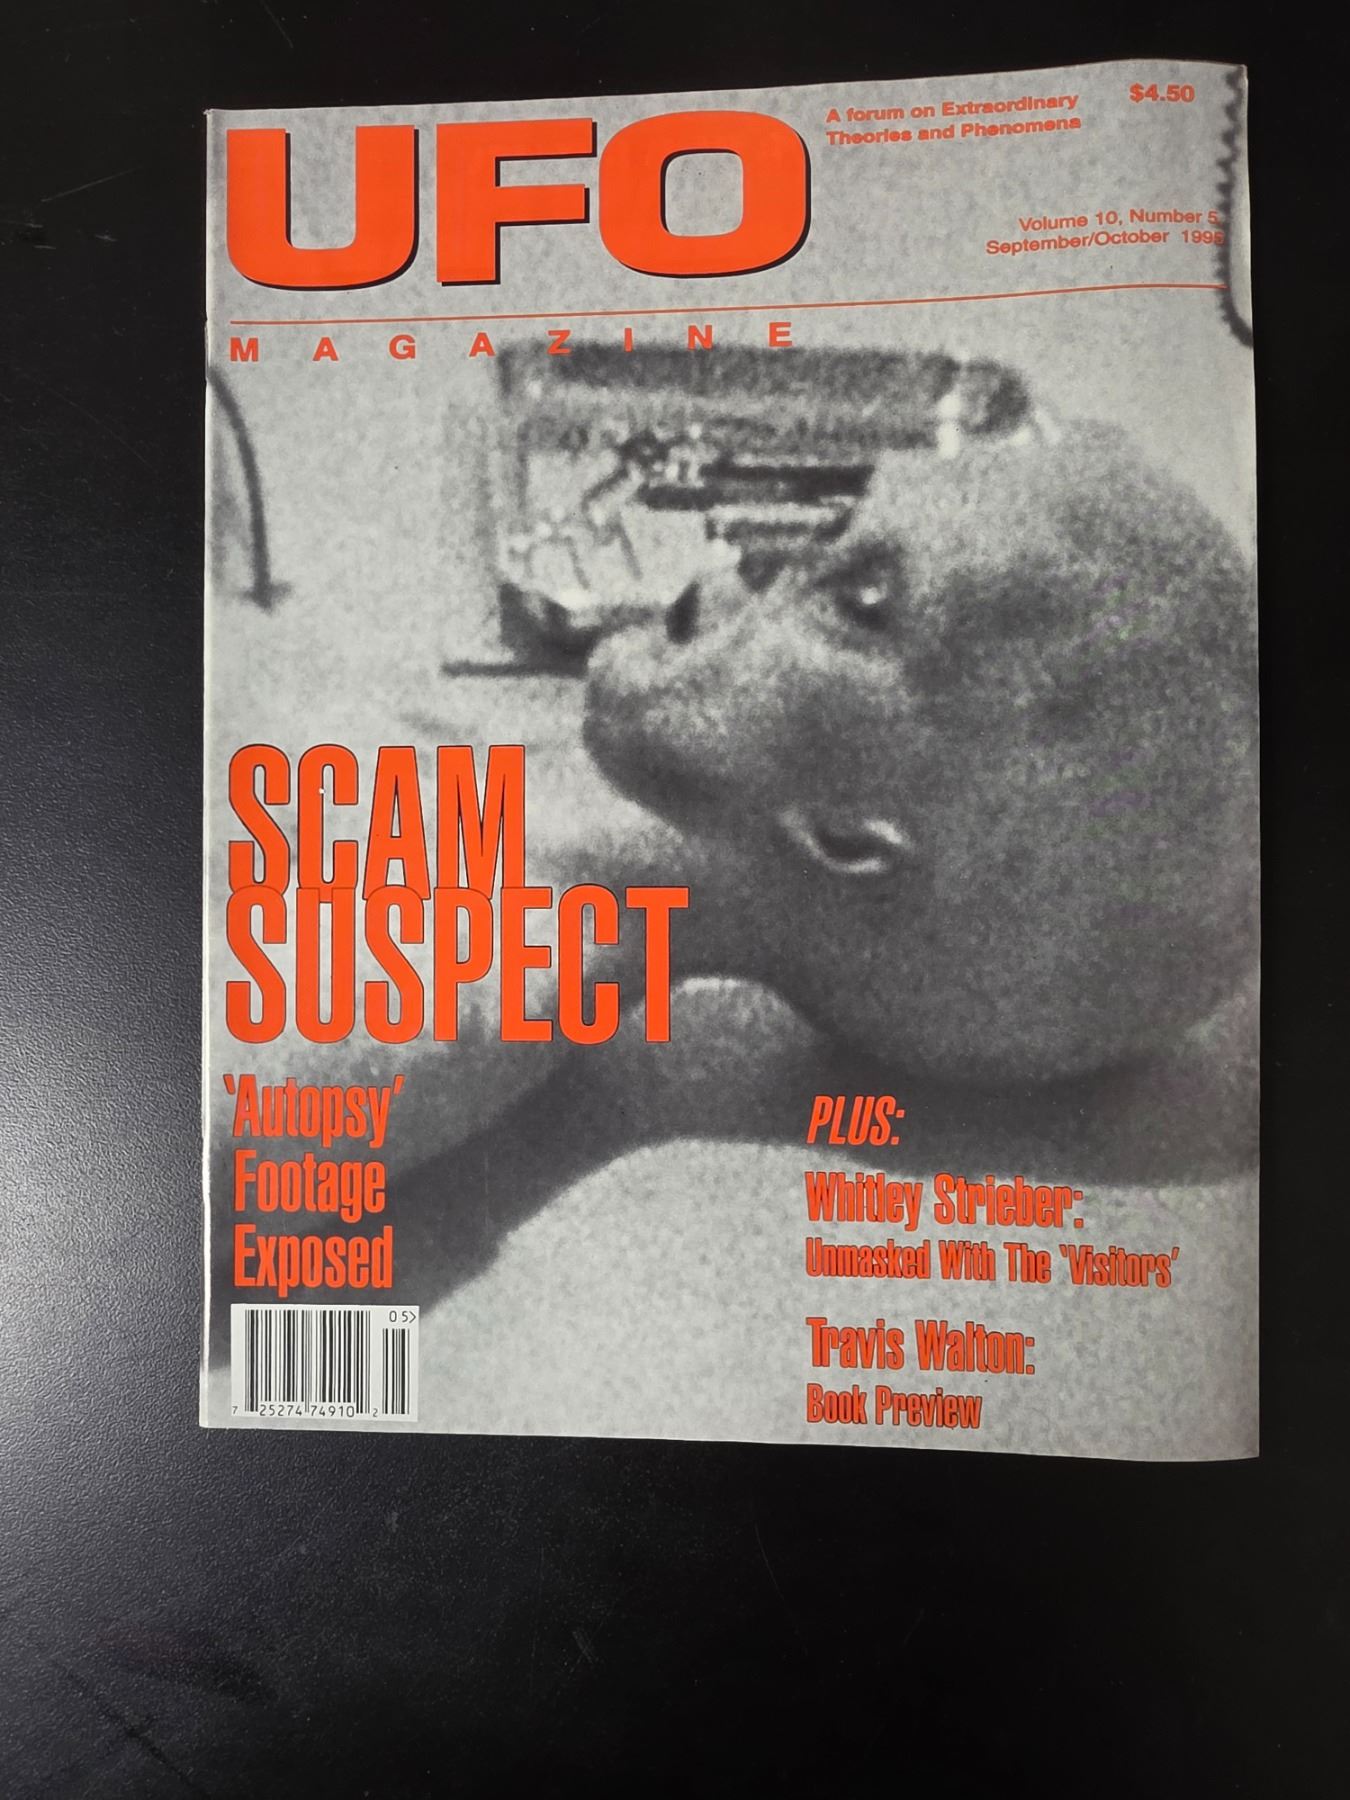 UFO
MAGAZINE
A forum on Extraordinary
Theories and Phenomena
$4.50
Volume 10, Number 5,
September/October 1995
SCAM
SUSPECT
'Autopsy'
Footage
Exposed
PLUS:
Whitley Strieber:
Unmasked With The 'Visitors'
Travis Walton:
Book Preview
05>
7 25274 74910 2